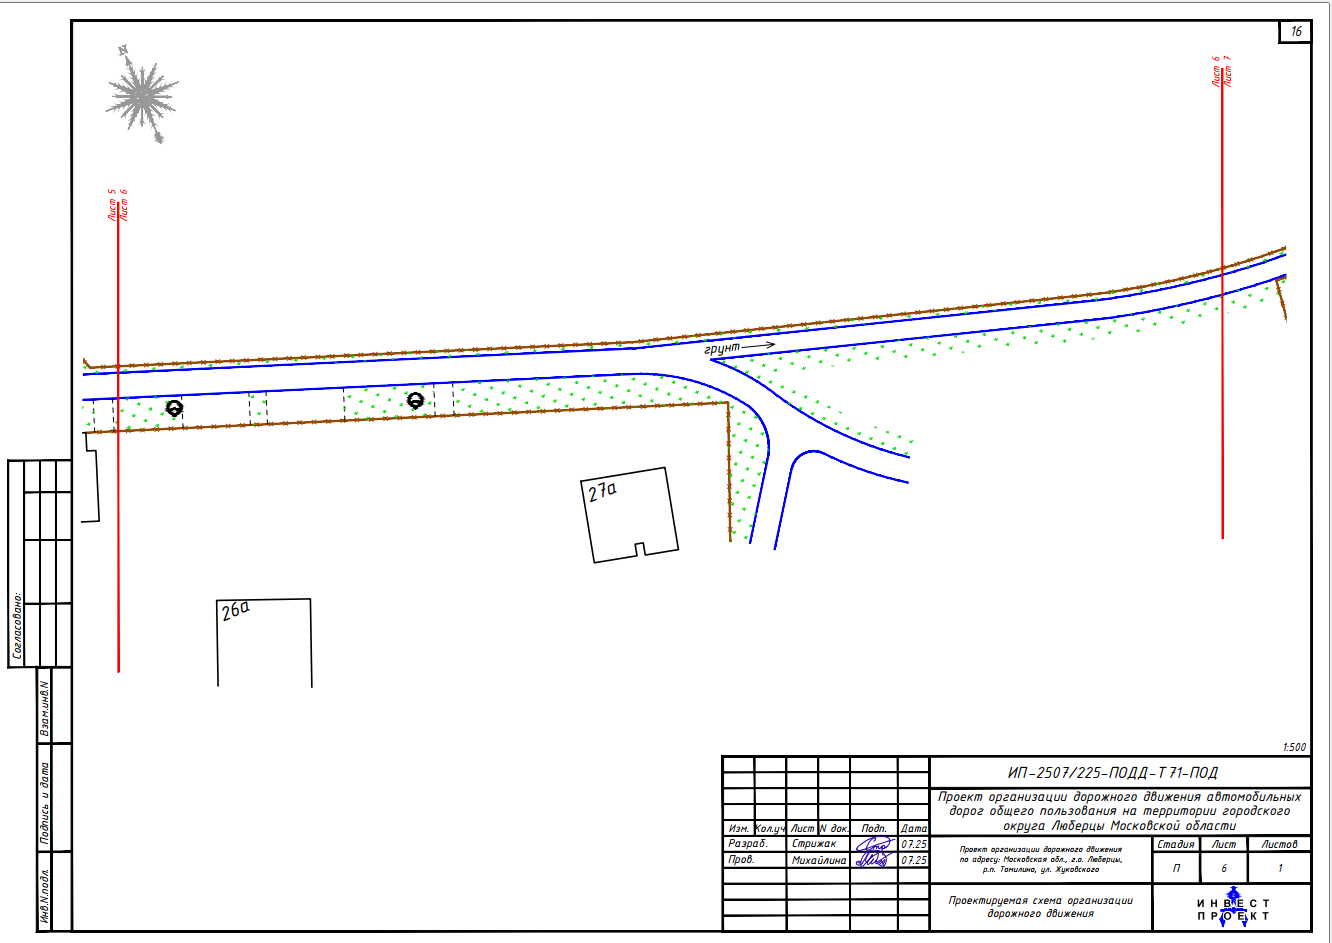 16
Лист 5
Лист 6
Лист 6
Лист 7
грунт
27а
26а
Согласовано:
Взам.инв.N
Подпись и дата
Инв.N.подл.
1:500
ИП-2507/225-ПОДД-Т71-ПОД
Проект организации дорожного движения автомобильных
дорог общего пользования на территории городского
округа Люберцы Московской области
Изм. Кол.уч Лист N док. Подп. Дата
Разраб. Стрижак 07.25
Пров. Михайлина 07.25
Проект организации дорожного движения
по адресу: Московская обл., г.о. Люберцы,
р.п. Томилино, ул. Жуковского
Стадия Лист Листов
П 6 1
Проектируемая схема организации
дорожного движения
ИНВЕСТ
ПРОЕКТ